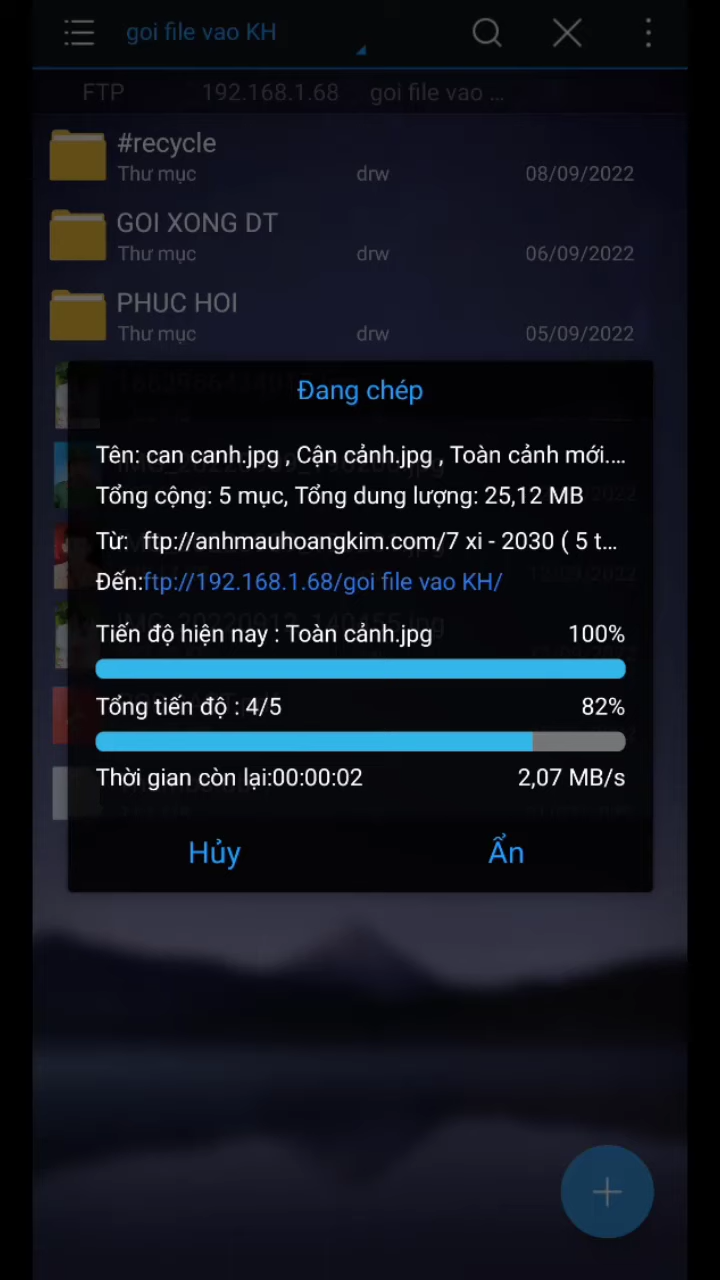 goi file vao KH
FTP 192.168.1.68 goi file vao ...
#recycle
Thư mục drw 08/09/2022
GOI XONG DT
Thư mục drw 06/09/2022
PHUC HOI
Thư mục drw 05/09/2022
Đang chép
Tên: can canh.jpg , Cận cảnh.jpg , Toàn cảnh mới....
Tổng cộng: 5 mục, Tổng dung lượng: 25,12 MB
Từ: ftp://anhmauhoangkim.com/7 xi - 2030 ( 5 t...
Đến:ftp://192.168.1.68/goi file vao KH/
Tiến độ hiện nay : Toàn cảnh.jpg 100%
Tổng tiến độ : 4/5 82%
Thời gian còn lại:00:00:02 2,07 MB/s
Hủy Ẩn